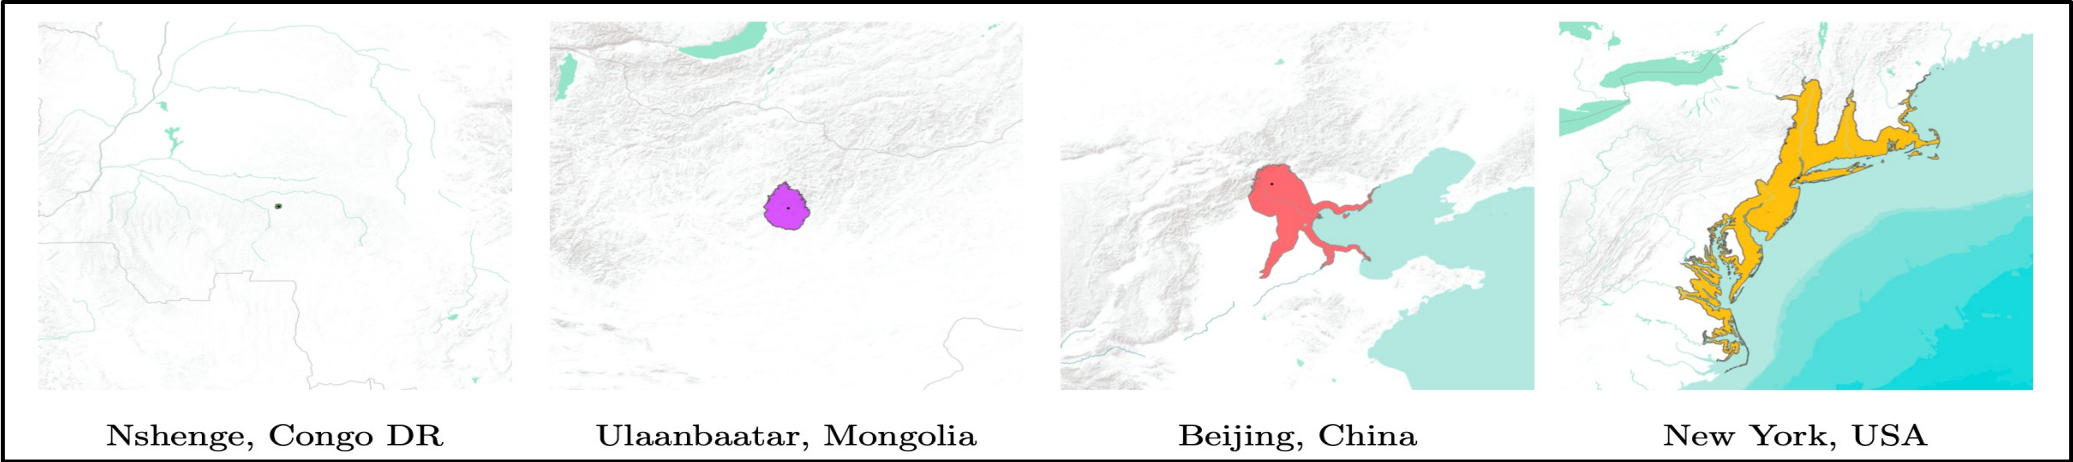 Nshenge, Congo DR
Ulaanbaatar, Mongolia
Beijing, China
New York, USA